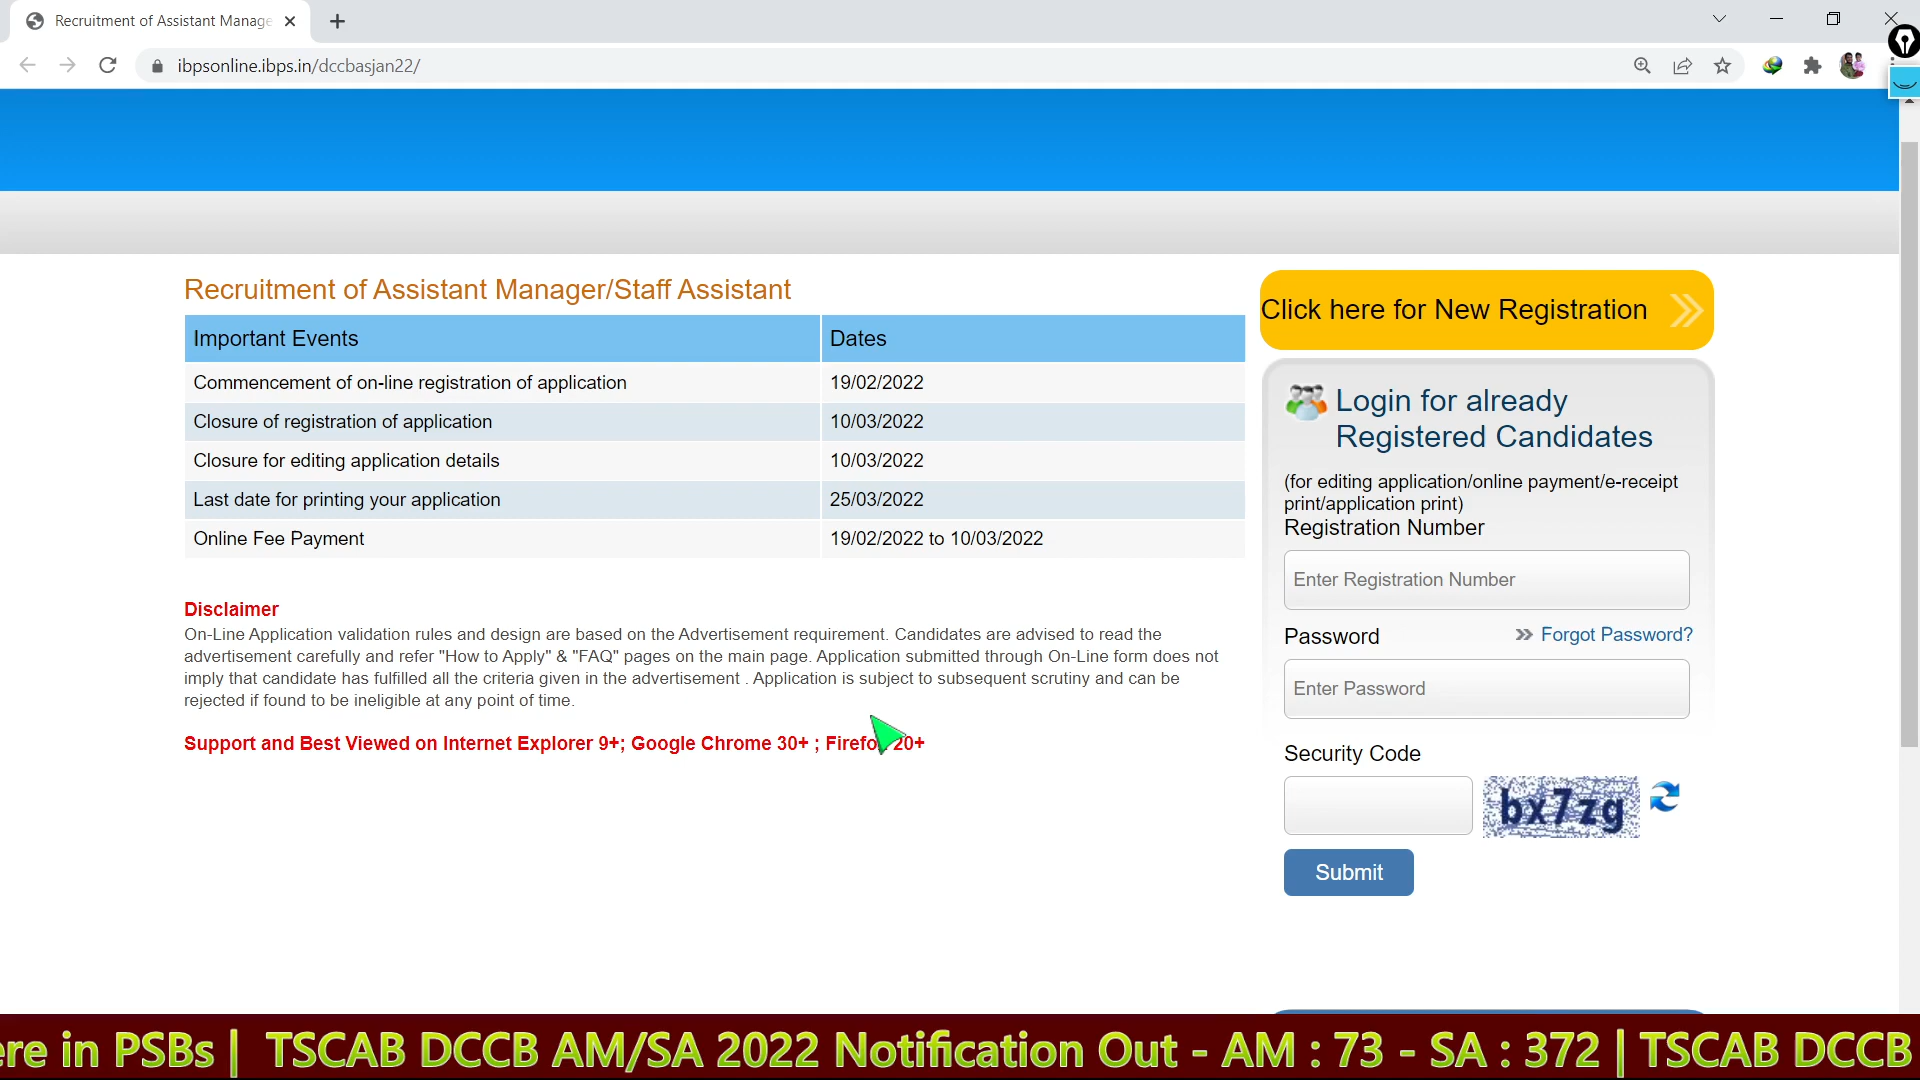 Recruitment of Assistant Manage
ibpsonline.ibps.in/dccbasjan22/
Recruitment of Assistant Manager/Staff Assistant
Important Events Dates
Commencement of on-line registration of application 19/02/2022
Closure of registration of application 10/03/2022
Closure for editing application details 10/03/2022
Last date for printing your application 25/03/2022
Online Fee Payment 19/02/2022 to 10/03/2022
Disclaimer
On-Line Application validation rules and design are based on the Advertisement requirement. Candidates are advised to read the
advertisement carefully and refer "How to Apply" & "FAQ" pages on the main page. Application submitted through On-Line form does not
imply that candidate has fulfilled all the criteria given in the advertisement . Application is subject to subsequent scrutiny and can be
rejected if found to be ineligible at any point of time.
Support and Best Viewed on Internet Explorer 9+; Google Chrome 30+ ; Firefox 20+
Click here for New Registration
Login for already
Registered Candidates
(for editing application/online payment/e-receipt
print/application print)
Registration Number
Enter Registration Number
Password » Forgot Password?
Enter Password
Security Code
bx7zg
Submit
ere in PSBs | TSCAB DCCB AM/SA 2022 Notification Out - AM : 73 - SA : 372 | TSCAB DCCB